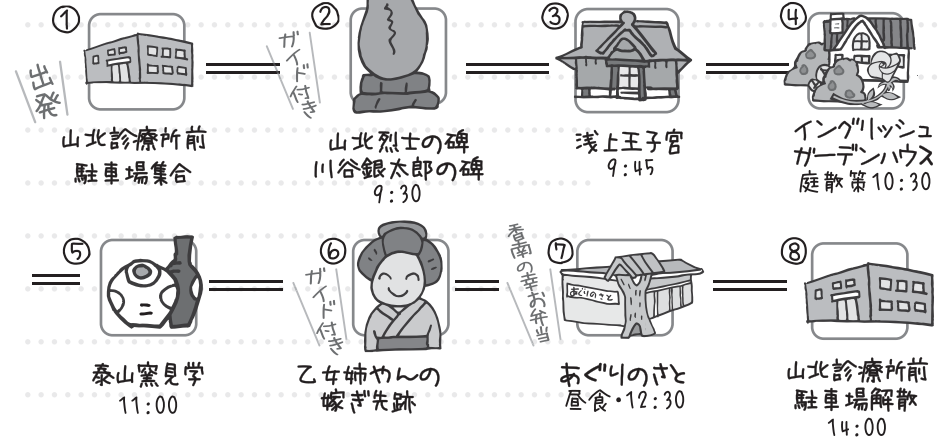 ①
出発
山北診療所前
駐車場集合
②
ガイド付き
山北烈士の碑
川谷銀太郎の碑
9:30
③
浅上王子宮
9:45
④
イングリッシュ
ガーデンハウス
庭散策10:30
⑤
泰山窯見学
11:00
⑥
ガイド付き
乙女姉やんの
嫁ぎ先跡
⑦
香南の幸お弁当
あぐりのさと
あぐりのさと
昼食・12:30
⑧
山北診療所前
駐車場解散
14:00